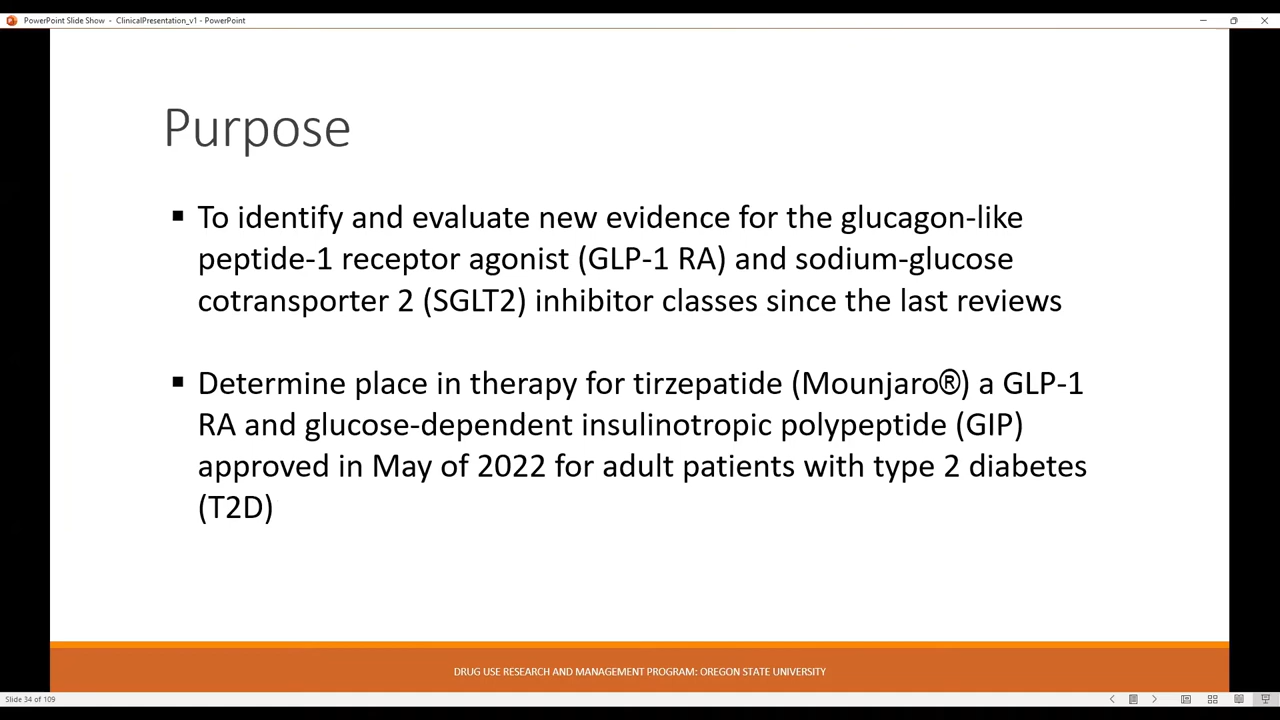 PowerPoint Slide Show - ClinicalPresentation_v1 - PowerPoint
Purpose
▪ To identify and evaluate new evidence for the glucagon-like
peptide-1 receptor agonist (GLP-1 RA) and sodium-glucose
cotransporter 2 (SGLT2) inhibitor classes since the last reviews
▪ Determine place in therapy for tirzepatide (Mounjaro®) a GLP-1
RA and glucose-dependent insulinotropic polypeptide (GIP)
approved in May of 2022 for adult patients with type 2 diabetes
(T2D)
DRUG USE RESEARCH AND MANAGEMENT PROGRAM: OREGON STATE UNIVERSITY
Slide 34 of 109